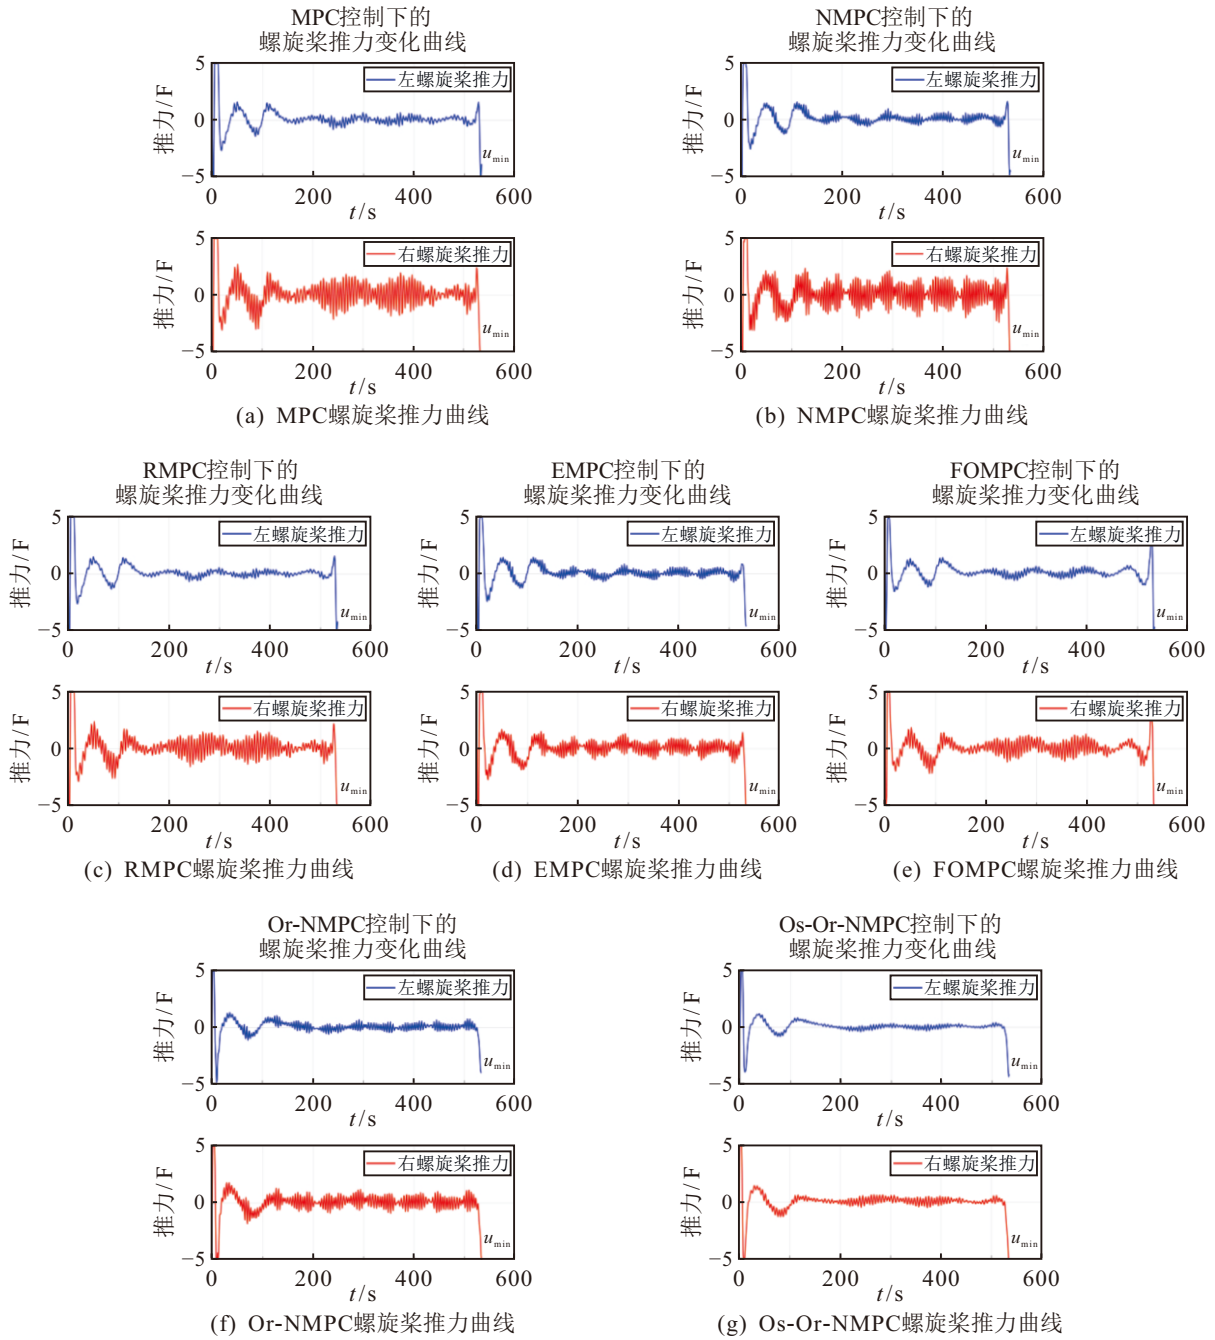 MPC控制下的
螺旋桨推力变化曲线
5
0
−5
推力/F
左螺旋桨推力
u_min
0 200 400 600
t/s
5
0
−5
推力/F
右螺旋桨推力
u_min
0 200 400 600
t/s
(a) MPC螺旋桨推力曲线
NMPC控制下的
螺旋桨推力变化曲线
5
0
−5
推力/F
左螺旋桨推力
u_min
0 200 400 600
t/s
5
0
−5
推力/F
右螺旋桨推力
u_min
0 200 400 600
t/s
(b) NMPC螺旋桨推力曲线
RMPC控制下的
螺旋桨推力变化曲线
5
0
−5
推力/F
左螺旋桨推力
u_min
0 200 400 600
t/s
5
0
−5
推力/F
右螺旋桨推力
u_min
0 200 400 600
t/s
(c) RMPC螺旋桨推力曲线
EMPC控制下的
螺旋桨推力变化曲线
5
0
−5
推力/F
左螺旋桨推力
u_min
0 200 400 600
t/s
5
0
−5
推力/F
右螺旋桨推力
u_min
0 200 400 600
t/s
(d) EMPC螺旋桨推力曲线
FOMPC控制下的
螺旋桨推力变化曲线
5
0
−5
推力/F
左螺旋桨推力
u_min
0 200 400 600
t/s
5
0
−5
推力/F
右螺旋桨推力
u_min
0 200 400 600
t/s
(e) FOMPC螺旋桨推力曲线
Or-NMPC控制下的
螺旋桨推力变化曲线
5
0
−5
推力/F
左螺旋桨推力
u_min
0 200 400 600
t/s
5
0
−5
推力/F
右螺旋桨推力
u_min
0 200 400 600
t/s
(f) Or-NMPC螺旋桨推力曲线
Os-Or-NMPC控制下的
螺旋桨推力变化曲线
5
0
−5
推力/F
左螺旋桨推力
u_min
0 200 400 600
t/s
5
0
−5
推力/F
右螺旋桨推力
u_min
0 200 400 600
t/s
(g) Os-Or-NMPC螺旋桨推力曲线